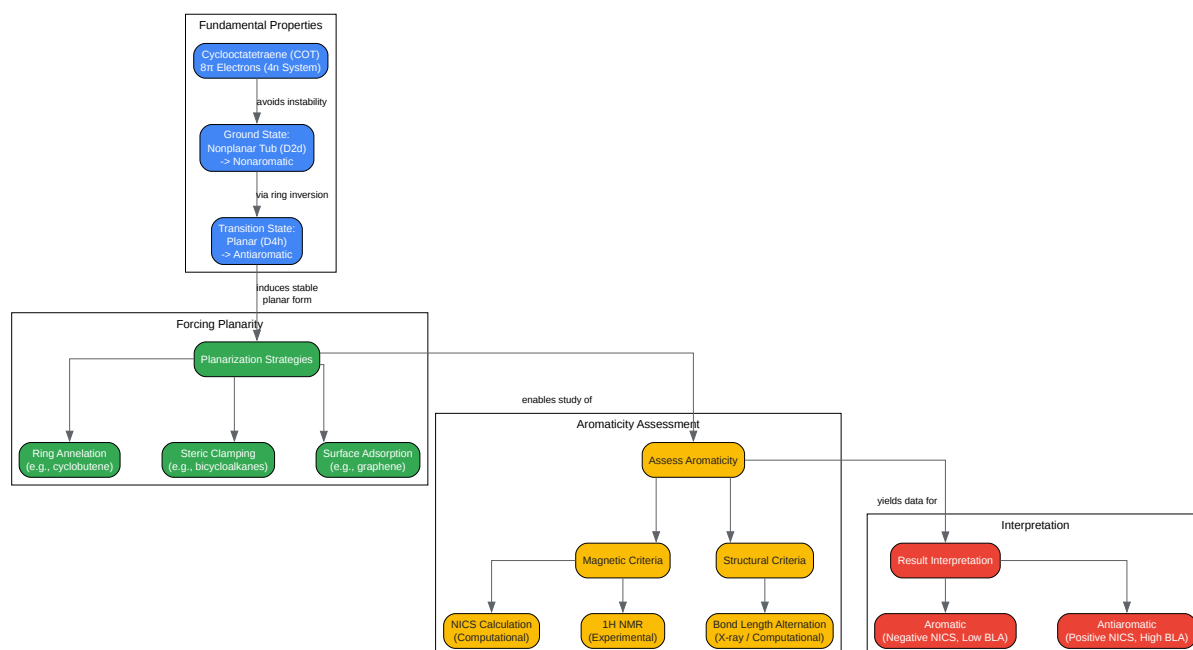 Fundamental Properties
Cyclooctatetraene (COT)
8π Electrons (4n System)
avoids instability
Ground State:
Nonplanar Tub (D2d)
-> Nonaromatic
via ring inversion
Transition State:
Planar (D4h)
-> Antiaromatic
induces stable
planar form
Forcing Planarity
Planarization Strategies
enables study of
Ring Annelation
(e.g., cyclobutene)
Steric Clamping
(e.g., bicycloalkanes)
Surface Adsorption
(e.g., graphene)
Aromaticity Assessment
Assess Aromaticity
yields data for
Magnetic Criteria
Structural Criteria
NICS Calculation
(Computational)
1H NMR
(Experimental)
Bond Length Alternation
(X-ray / Computational)
Interpretation
Result Interpretation
Aromatic
(Negative NICS, Low BLA)
Antiaromatic
(Positive NICS, High BLA)